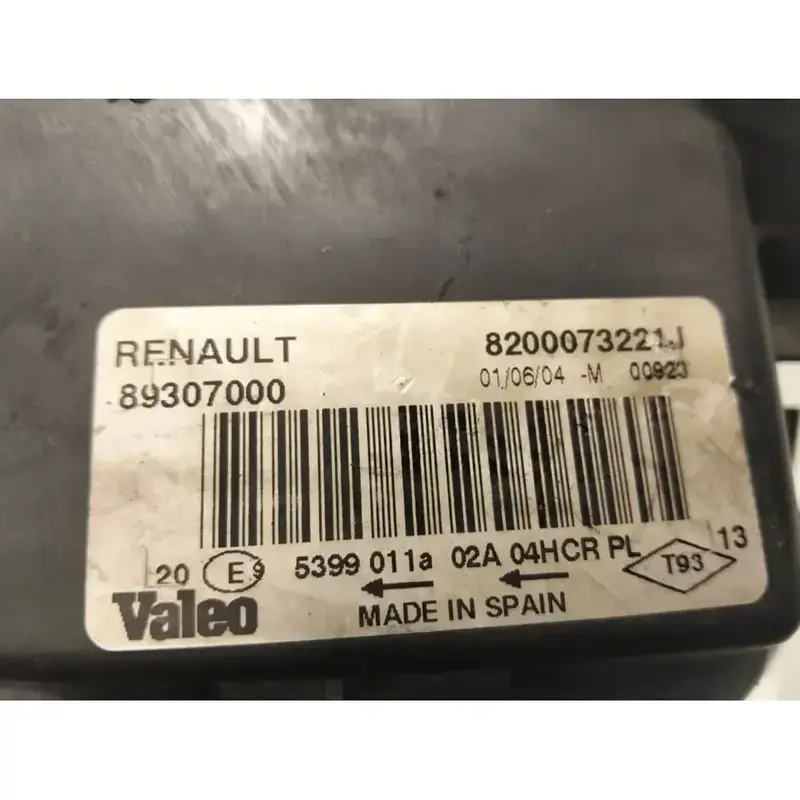 RENAULT 8200073221J
89307000 01/06/04 -M 00923
20 E9 5399 011a 02A 04HCR PL T93 13
Valeo MADE IN SPAIN